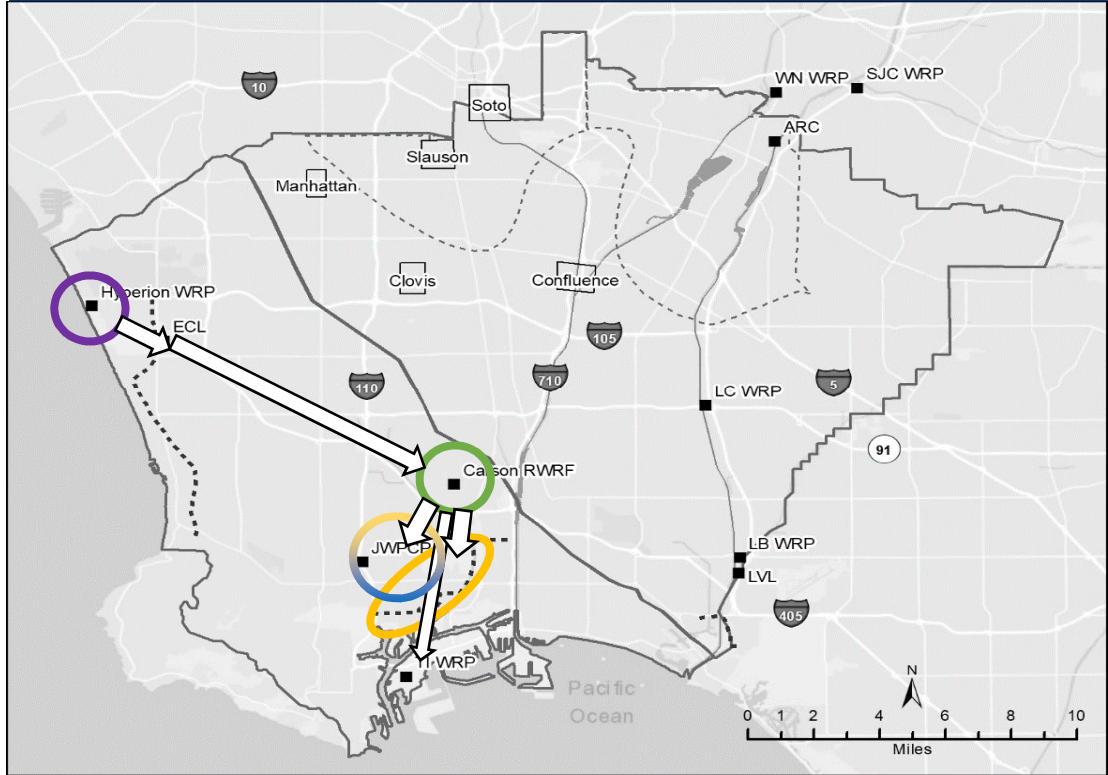 WN WRP
SJC WRP
10
Soto
ARC
Slauson
Manhattan
Clovis
Confluence
Hyperion WRP
ECL
105
710
110
5
LC WRP
91
Carson RWRF
JWPCP
LB WRP
LVL
405
TI WRP
Pacific
Ocean
N
0 1 2 4 6 8 10
Miles